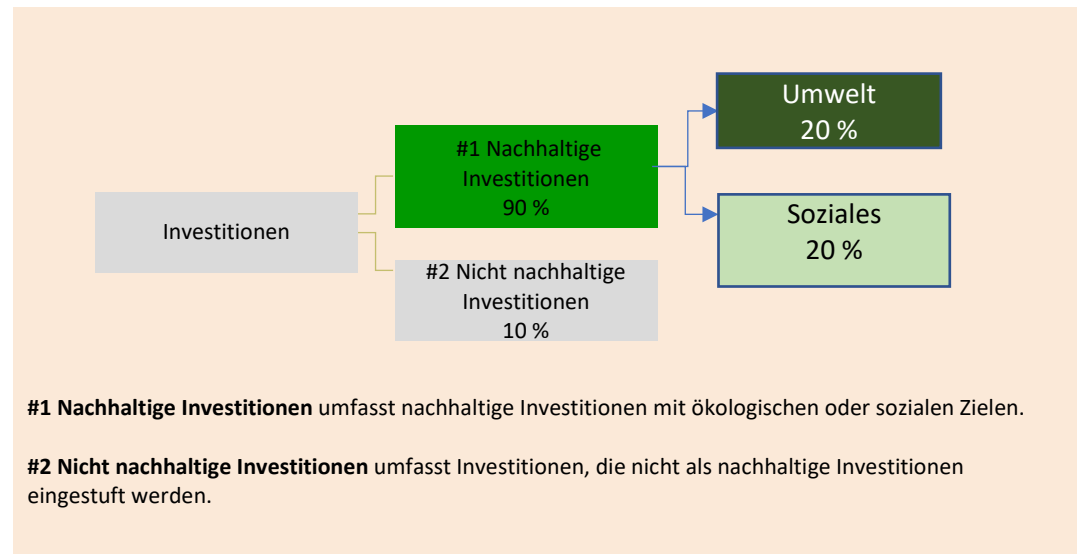 Umwelt
20 %
#1 Nachhaltige
Investitionen
90 %
Soziales
20 %
Investitionen
#2 Nicht nachhaltige
Investitionen
10 %
#1 Nachhaltige Investitionen umfasst nachhaltige Investitionen mit ökologischen oder sozialen Zielen.
#2 Nicht nachhaltige Investitionen umfasst Investitionen, die nicht als nachhaltige Investitionen
eingestuft werden.